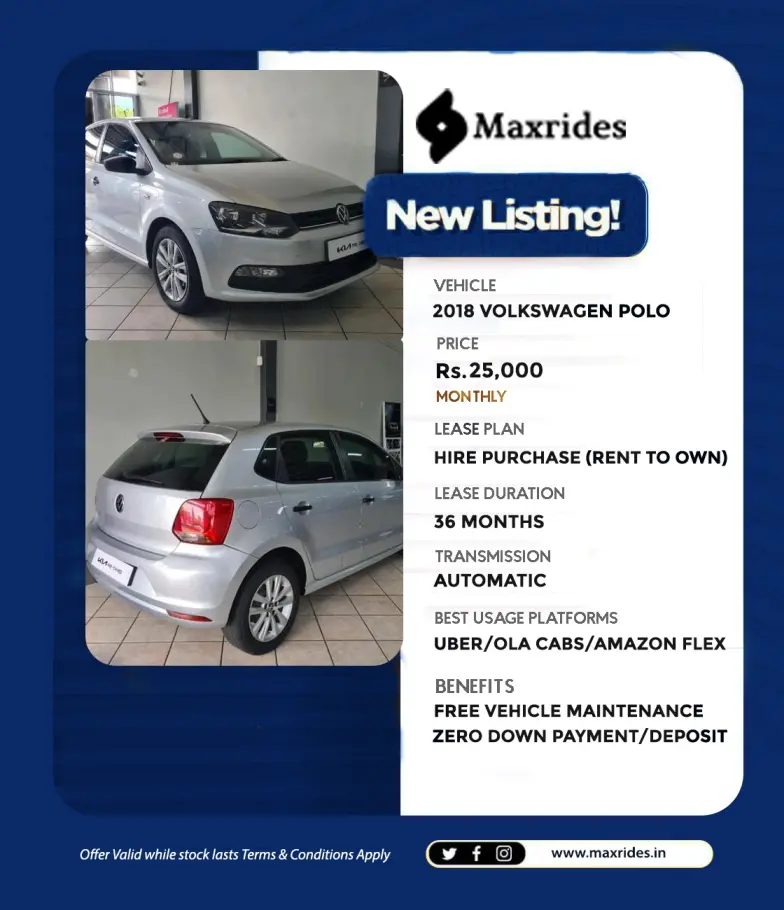 Maxrides
New Listing!
VEHICLE
2018 VOLKSWAGEN POLO
PRICE
Rs.25,000
MONTHLY
LEASE PLAN
HIRE PURCHASE (RENT TO OWN)
LEASE DURATION
36 MONTHS
TRANSMISSION
AUTOMATIC
BEST USAGE PLATFORMS
UBER/OLA CABS/AMAZON FLEX
BENEFITS
FREE VEHICLE MAINTENANCE
ZERO DOWN PAYMENT/DEPOSIT
Offer Valid while stock lasts Terms & Conditions Apply
www.maxrides.in